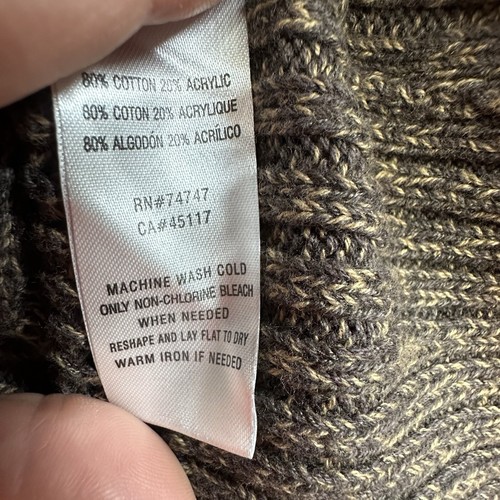 80% COTTON 20% ACRYLIC
80% COTON 20% ACRYLIQUE
80% ALGODÓN 20% ACRÍLICO
RN#74747
CA#45117
MACHINE WASH COLD
ONLY NON-CHLORINE BLEACH
WHEN NEEDED
RESHAPE AND LAY FLAT TO DRY
WARM IRON IF NEEDED